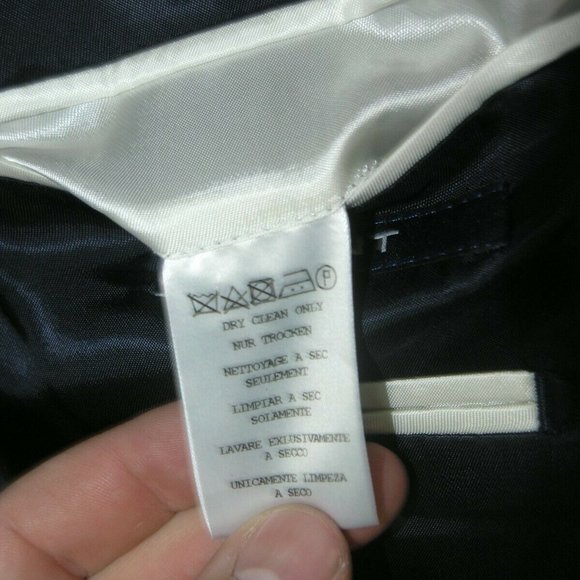 T
P
DRY CLEAN ONLY
NUR TROCKEN
NETTOYAGE A SEC
SEULEMENT
LIMPIAR A SEC
SOLAMENTE
LAVARE EXLUSIVAMENTE
A SECCO
UNICAMENTE LIMPEZA
A SECO